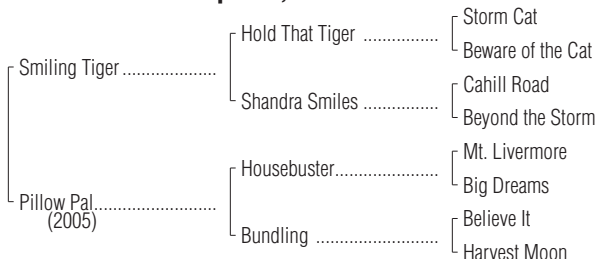 Storm Cat
Hold That Tiger ................
Beware of the Cat
Smiling Tiger ....................
Cahill Road
Shandra Smiles ................
Beyond the Storm
Mt. Livermore
Housebuster......................
Big Dreams
Pillow Pal..........................
(2005)
Believe It
Bundling ..........................
Harvest Moon